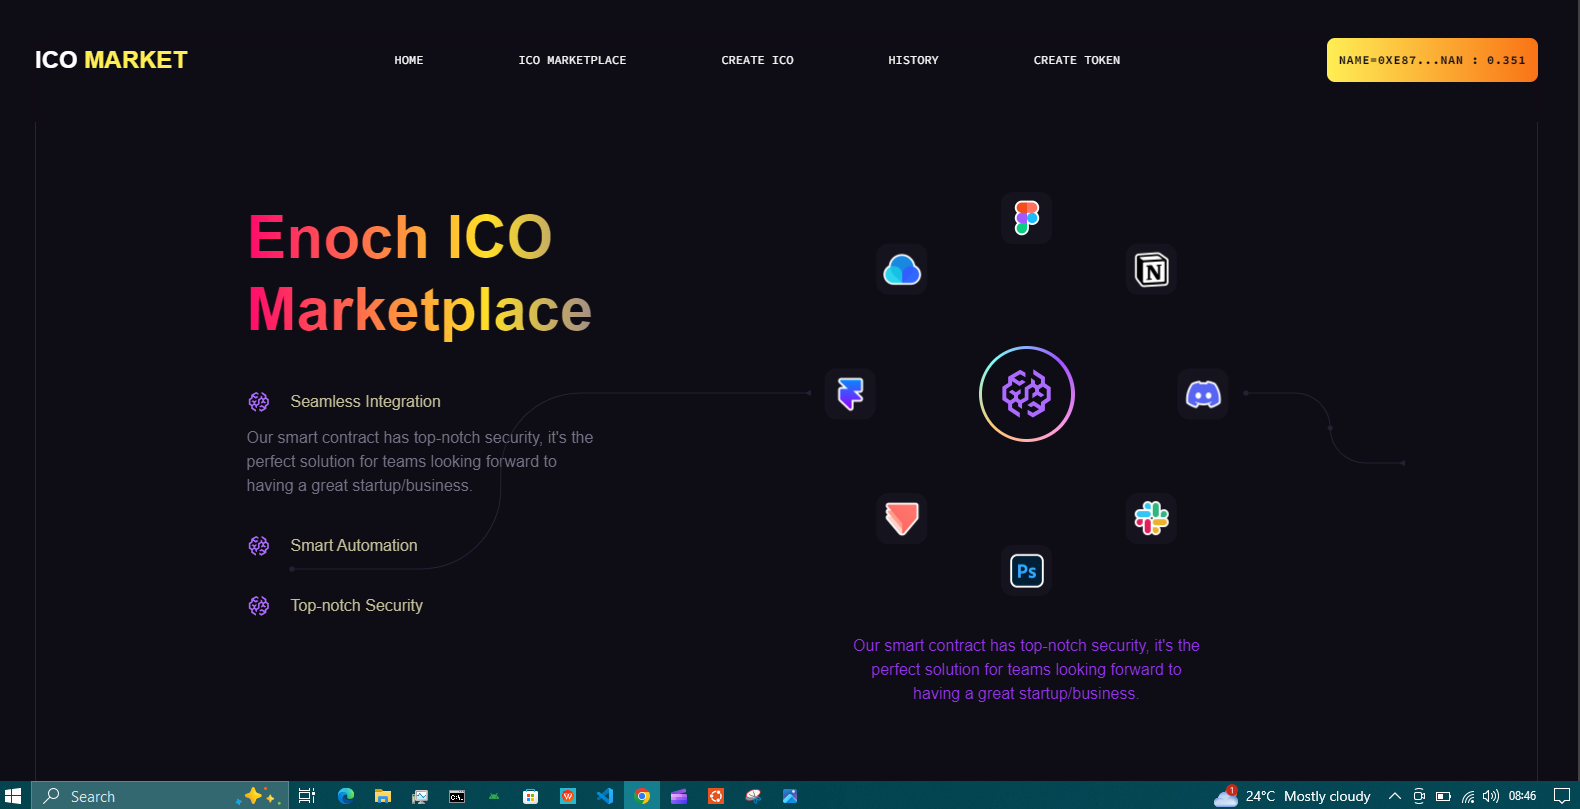 ICO MARKET
HOME
ICO MARKETPLACE
CREATE ICO
HISTORY
CREATE TOKEN
NAME=0XE87...NAN : 0.351
Enoch ICO
Marketplace
Seamless Integration
Our smart contract has top-notch security, it's the
perfect solution for teams looking forward to
having a great startup/business.
Smart Automation
Top-notch Security
N
Ps
Our smart contract has top-notch security, it's the
perfect solution for teams looking forward to
having a great startup/business.
Search
1
24°C Mostly cloudy
08:46